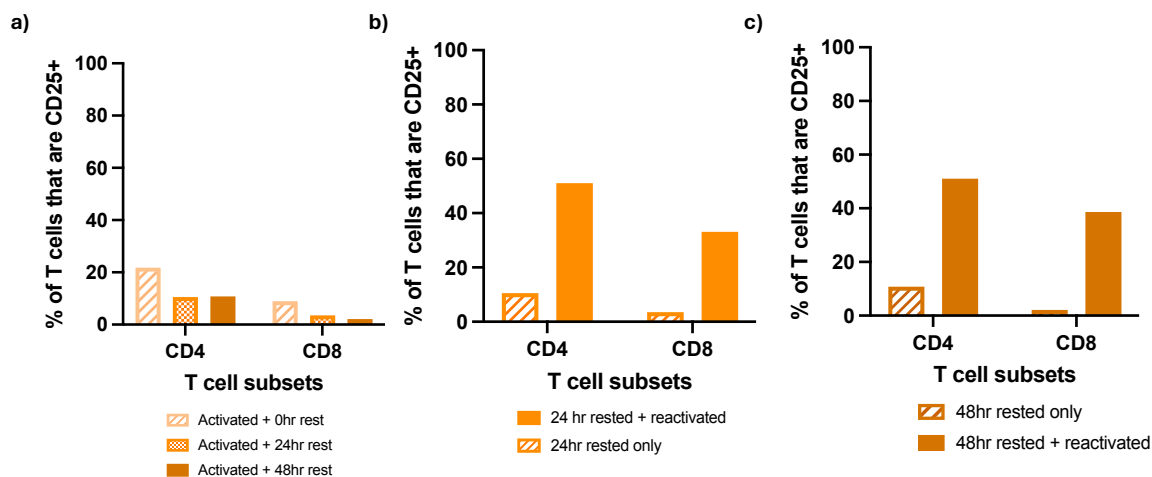 a)
% of T cells that are CD25+
100
80
60
40
20
0
CD4
CD8
T cell subsets
Activated + 0hr rest
Activated + 24hr rest
Activated + 48hr rest
b)
% of T cells that are CD25+
100
80
60
40
20
0
CD4
CD8
T cell subsets
24 hr rested + reactivated
24hr rested only
c)
% of T cells that are CD25+
100
80
60
40
20
0
CD4
CD8
T cell subsets
48hr rested only
48hr rested + reactivated